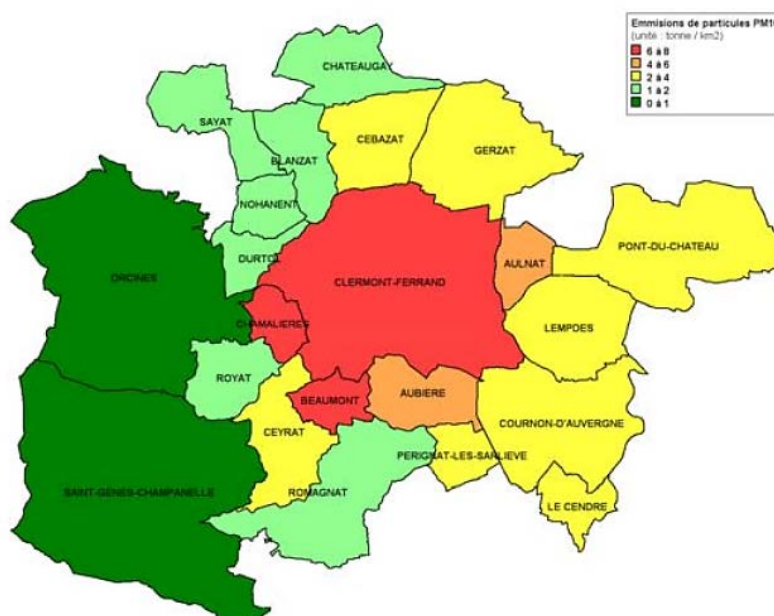 Emmisions de particules PM10
(unité : tonne / km2)
6 à 8
4 à 6
2 à 4
1 à 2
0 à 1
CHATEAUGAY
SAYAT
CEBAZAT
GERZAT
BLANZAT
NOHANENT
PONT-DU-CHATEAU
DURTOL
AULNAT
ORCINES
CLERMONT-FERRAND
CHAMALIERES
LEMPDES
ROYAT
BEAUMONT
AUBIERE
COURNON-D'AUVERGNE
CEYRAT
PERIGNAT-LES-SARLIEVE
SAINT-GENES-CHAMPANELLE
ROMAGNAT
LE CENDRE